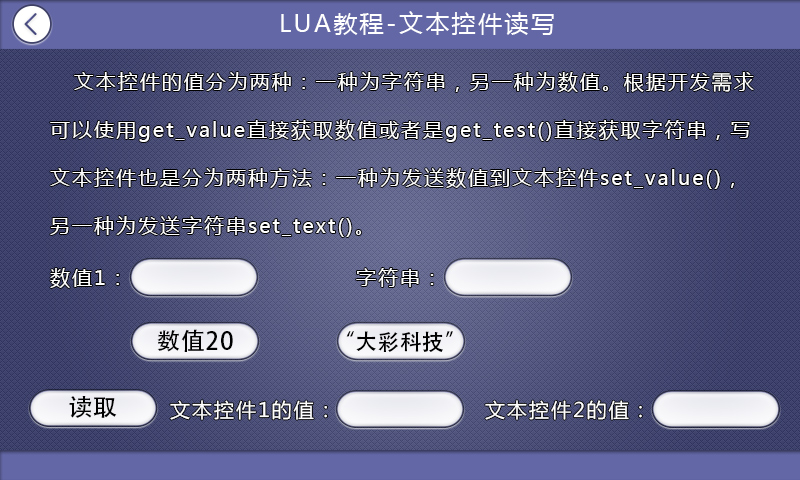 LUA教程-文本控件读写
文本控件的值分为两种：一种为字符串，另一种为数值。根据开发需求
可以使用get_value直接获取数值或者是get_test()直接获取字符串，写
文本控件也是分为两种方法：一种为发送数值到文本控件set_value()，
另一种为发送字符串set_text()。
数值1： 字符串：
数值20 “大彩科技”
读取 文本控件1的值： 文本控件2的值：